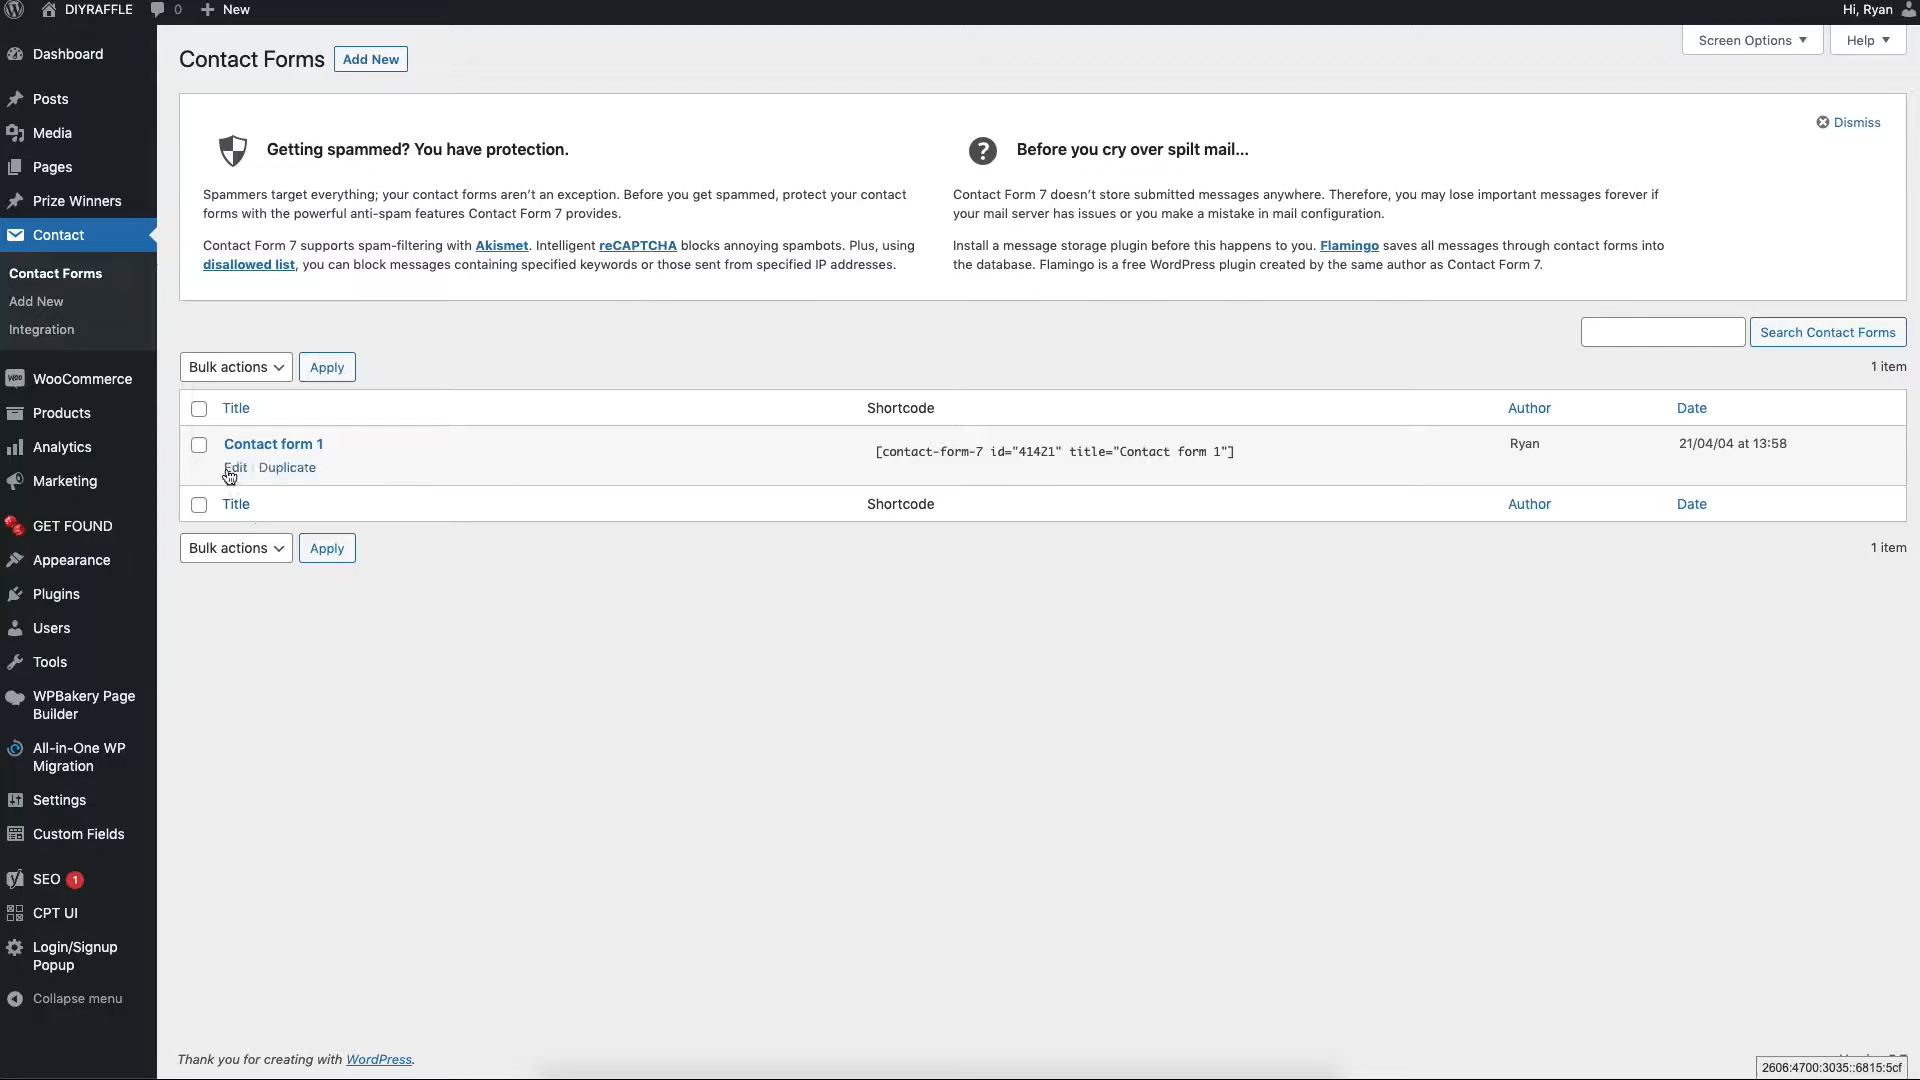 DIYRAFFLE 0 New Hi, Ryan
Screen Options Help
Contact Forms Add New
Dashboard
Posts
Media
Pages
Prize Winners
Contact
Contact Forms
Add New
Integration
WooCommerce
Products
Analytics
Marketing
GET FOUND
Appearance
Plugins
Users
Tools
WPBakery Page
Builder
All-in-One WP
Migration
Settings
Custom Fields
SEO 1
CPT UI
Login/Signup
Popup
Collapse menu
Dismiss
Getting spammed? You have protection.
Spammers target everything; your contact forms aren't an exception. Before you get spammed, protect your contact
forms with the powerful anti-spam features Contact Form 7 provides.
Contact Form 7 supports spam-filtering with Akismet. Intelligent reCAPTCHA blocks annoying spambots. Plus, using
disallowed list, you can block messages containing specified keywords or those sent from specified IP addresses.
Before you cry over spilt mail...
Contact Form 7 doesn't store submitted messages anywhere. Therefore, you may lose important messages forever if
your mail server has issues or you make a mistake in mail configuration.
Install a message storage plugin before this happens to you. Flamingo saves all messages through contact forms into
the database. Flamingo is a free WordPress plugin created by the same author as Contact Form 7.
Search Contact Forms
Bulk actions Apply 1 item
Title Shortcode Author Date
Contact form 1 [contact-form-7 id="41421" title="Contact form 1"] Ryan 21/04/04 at 13:58
Edit | Duplicate
Title Shortcode Author Date
Bulk actions Apply 1 item
Thank you for creating with WordPress.
2606:4700:3035::6815:5cf